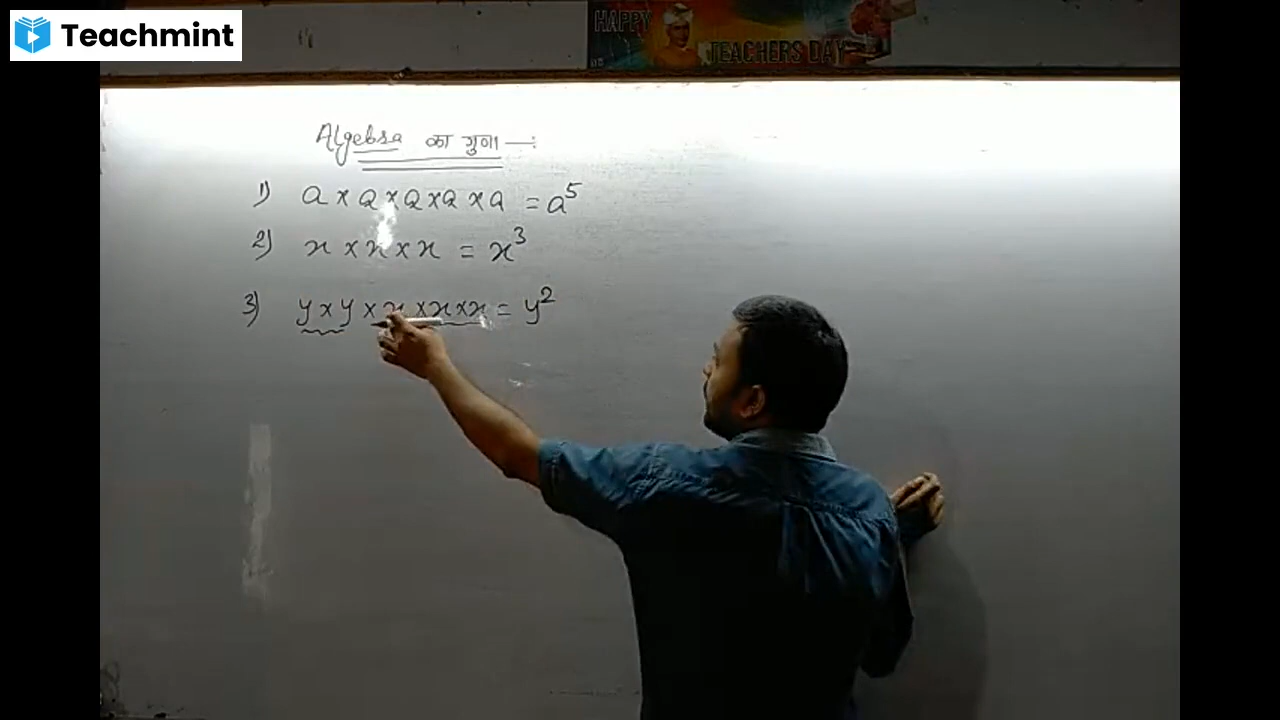 Teachmint
HAPPY
TEACHERS DAY
Algebra का गुणा —:
1) a × a × a × a × a = a⁵
2) x × x × x = x³
3) y × y × x × x × x = y²